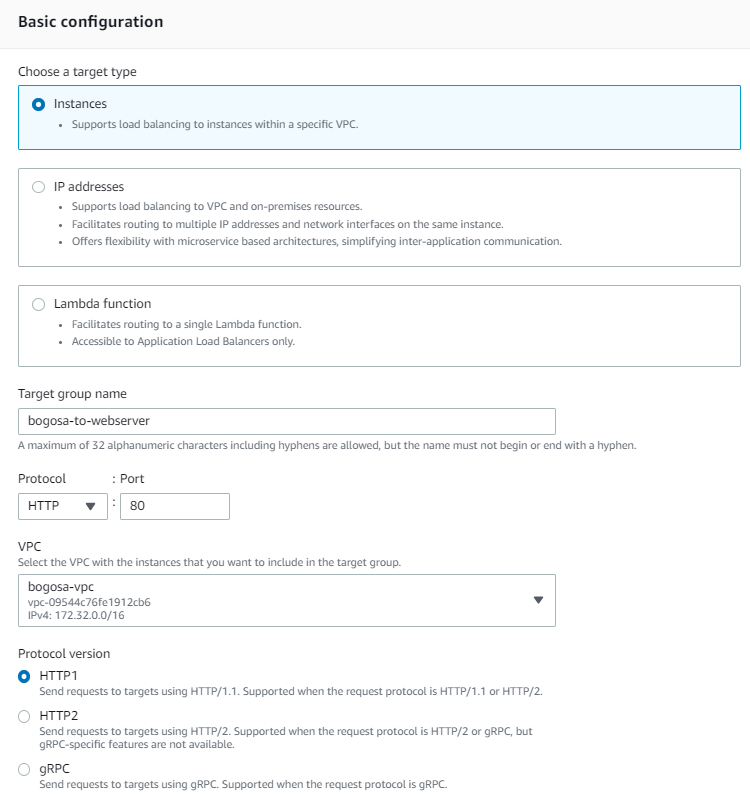 Basic configuration
Choose a target type
Instances
• Supports load balancing to instances within a specific VPC.
IP addresses
• Supports load balancing to VPC and on-premises resources.
• Facilitates routing to multiple IP addresses and network interfaces on the same instance.
• Offers flexibility with microservice based architectures, simplifying inter-application communication.
Lambda function
• Facilitates routing to a single Lambda function.
• Accessible to Application Load Balancers only.
Target group name
bogosa-to-webserver
A maximum of 32 alphanumeric characters including hyphens are allowed, but the name must not begin or end with a hyphen.
Protocol : Port
HTTP : 80
VPC
Select the VPC with the instances that you want to include in the target group.
bogosa-vpc
vpc-09544c76fe1912cb6
IPv4: 172.32.0.0/16
Protocol version
HTTP1
Send requests to targets using HTTP/1.1. Supported when the request protocol is HTTP/1.1 or HTTP/2.
HTTP2
Send requests to targets using HTTP/2. Supported when the request protocol is HTTP/2 or gRPC, but
gRPC-specific features are not available.
gRPC
Send requests to targets using gRPC. Supported when the request protocol is gRPC.